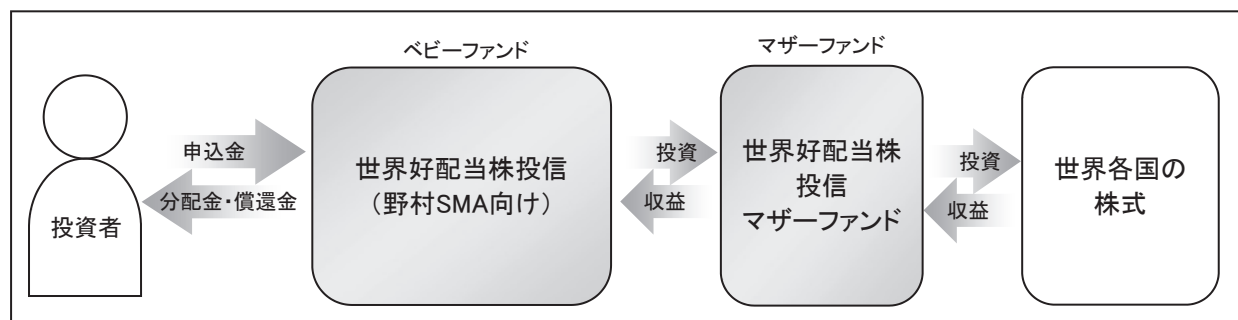 ベビーファンド
マザーファンド
投資者
申込金
分配金・償還金
世界好配当株投信
（野村SMA向け）
投資
収益
世界好配当株
投信
マザーファンド
投資
収益
世界各国の
株式